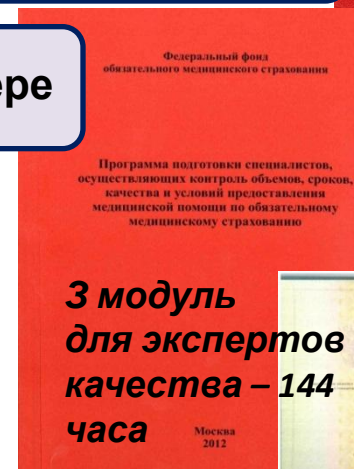 ере
Федеральный фонд
обязательного медицинского страхования
Программа подготовки специалистов,
осуществляющих контроль объемов, сроков,
качества и условий предоставления
медицинской помощи по обязательному
медицинскому страхованию
3 модуль
для экспертов
качества – 144
часа
Москва
2012